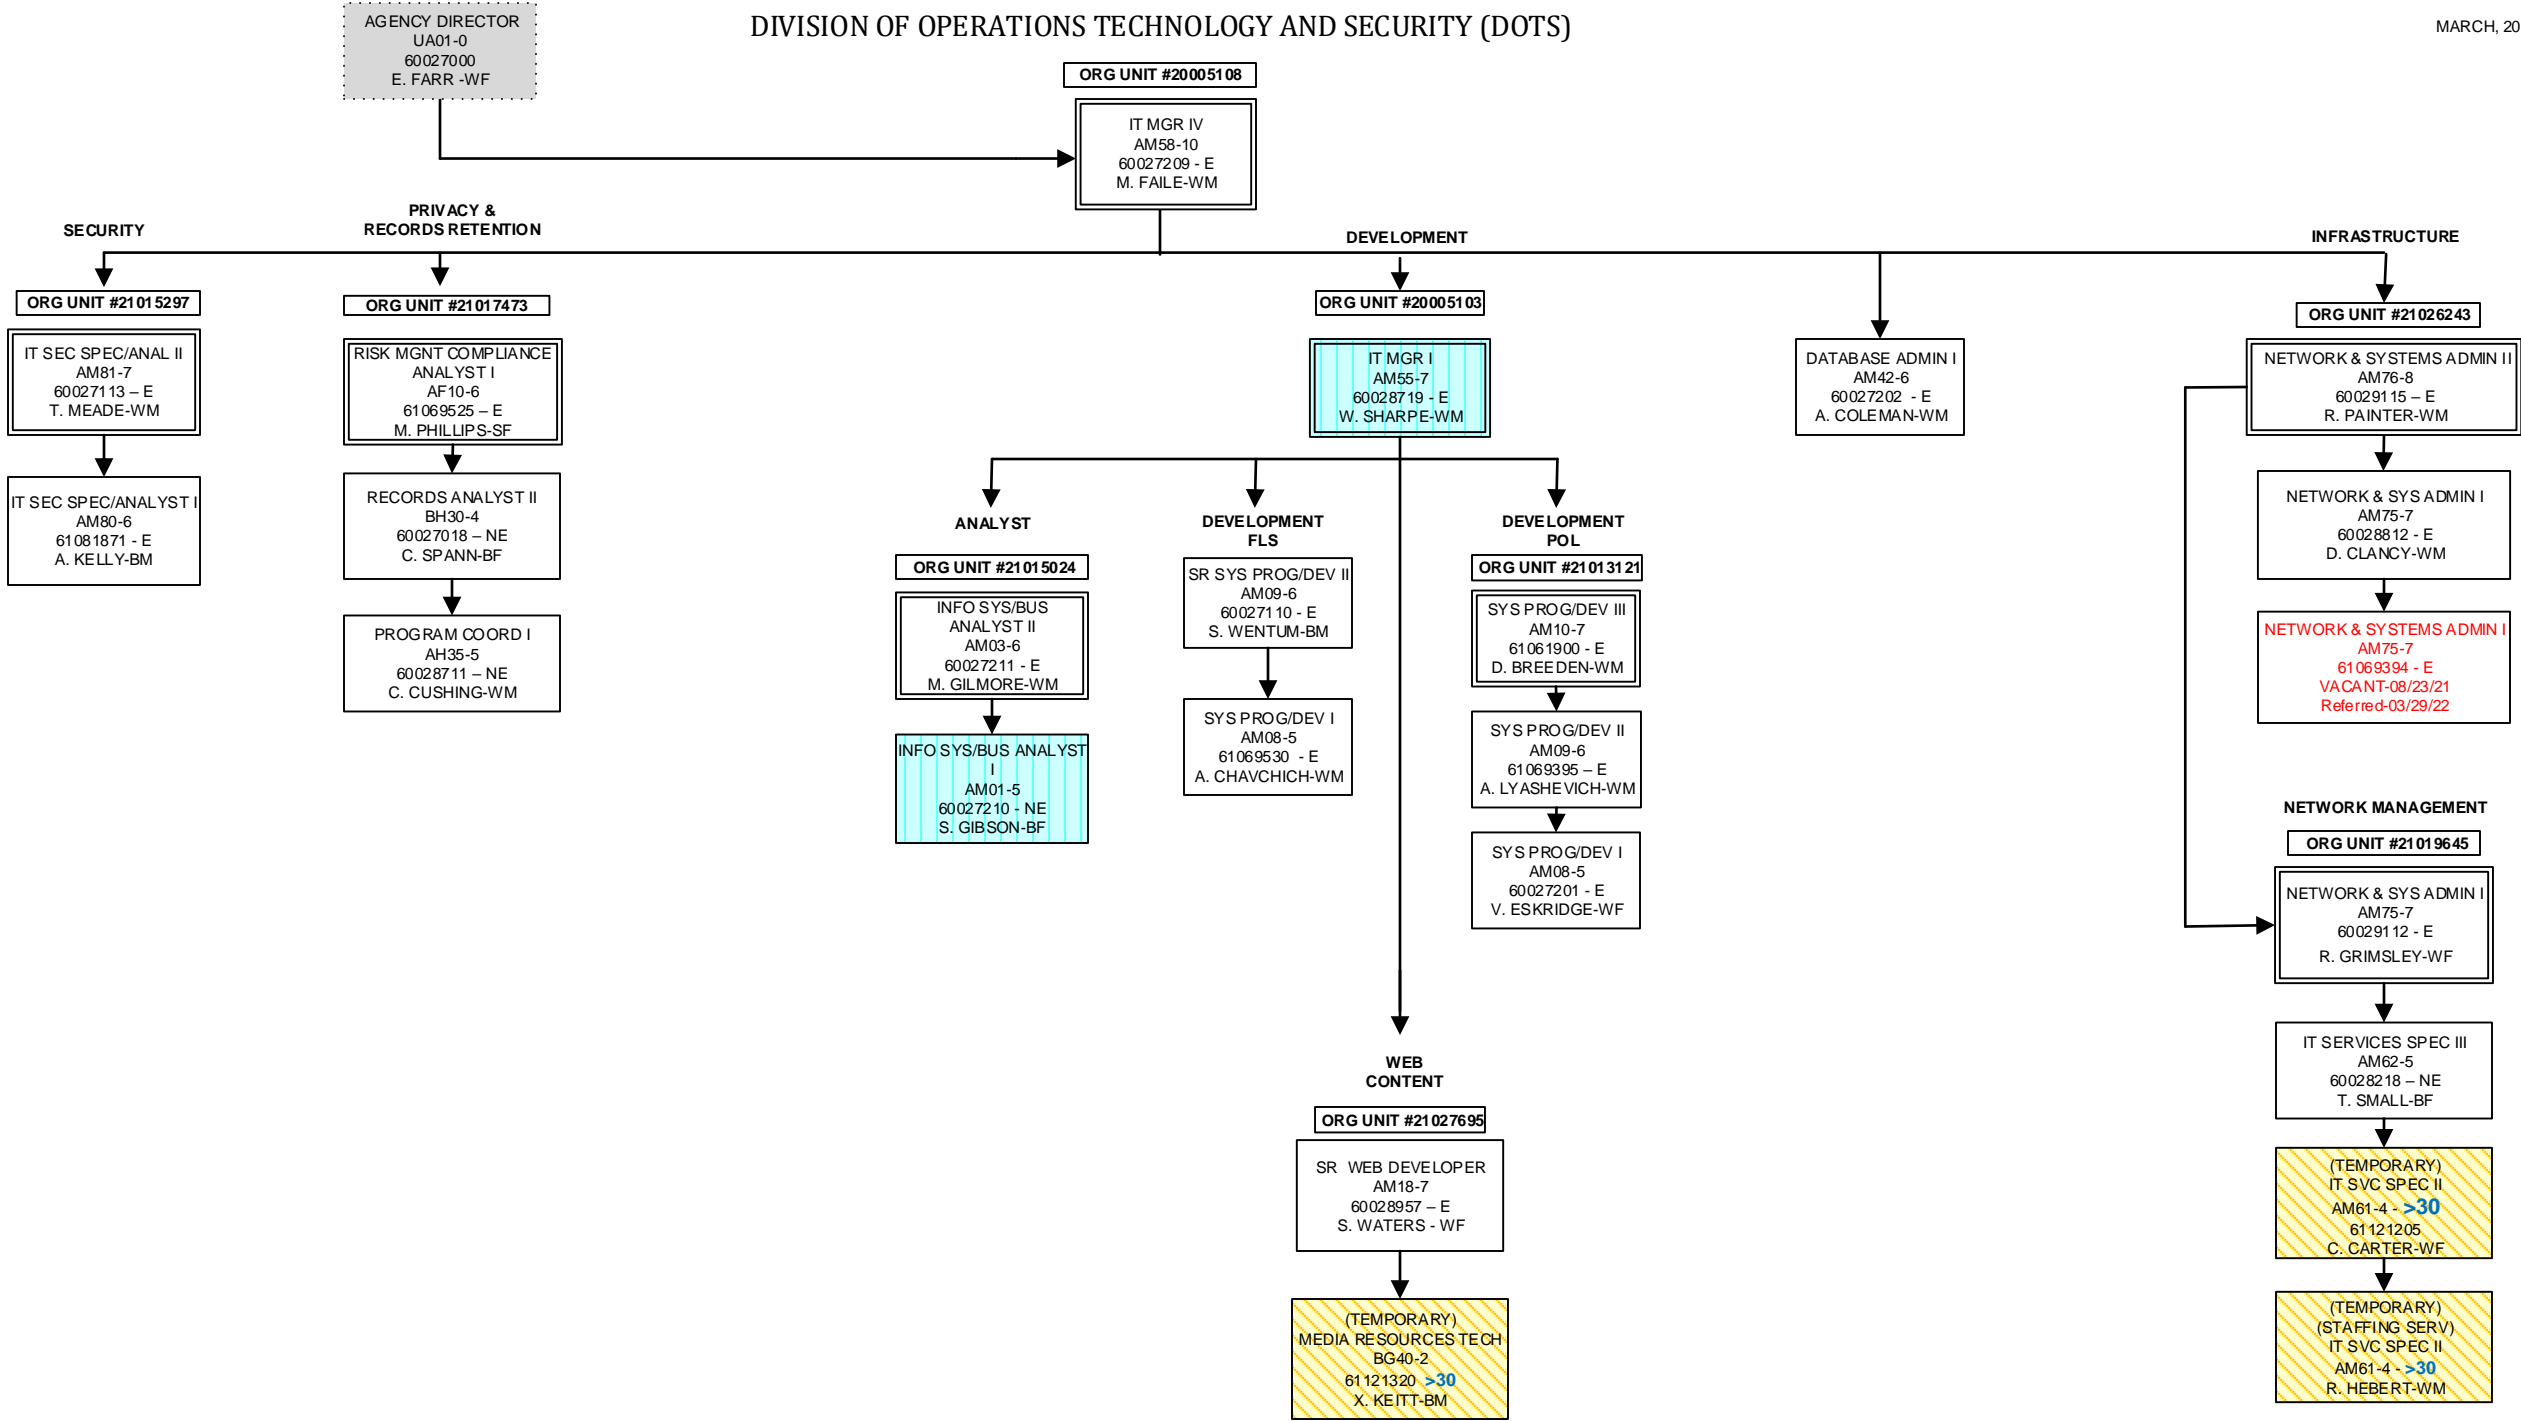 DIVISION OF OPERATIONS TECHNOLOGY AND SECURITY (DOTS)
MARCH, 20
AGENCY DIRECTOR
UA01-0
60027000
E. FARR -WF
ORG UNIT #20005108
IT MGR IV
AM58-10
60027209 - E
M. FAILE-WM
SECURITY
ORG UNIT #21015297
IT SEC SPEC/ANAL II
AM81-7
60027113 – E
T. MEADE-WM
IT SEC SPEC/ANALYST I
AM80-6
61081871 - E
A. KELLY-BM
PRIVACY &
RECORDS RETENTION
ORG UNIT #21017473
RISK MGNT COMPLIANCE
ANALYST I
AF10-6
61069525 – E
M. PHILLIPS-SF
RECORDS ANALYST II
BH30-4
60027018 – NE
C. SPANN-BF
PROGRAM COORD I
AH35-5
60028711 – NE
C. CUSHING-WM
DEVELOPMENT
ORG UNIT #20005103
IT MGR I
AM55-7
60028719 - E
W. SHARPE-WM
ANALYST
ORG UNIT #21015024
INFO SYS/BUS
ANALYST II
AM03-6
60027211 - E
M. GILMORE-WM
INFO SYS/BUS ANALYST
I
AM01-5
60027210 - NE
S. GIBSON-BF
DEVELOPMENT
FLS
SR SYS PROG/DEV II
AM09-6
60027110 - E
S. WENTUM-BM
SYS PROG/DEV I
AM08-5
61069530 - E
A. CHAVCHICH-WM
DEVELOPMENT
POL
ORG UNIT #21013121
SYS PROG/DEV III
AM10-7
61061900 - E
D. BREEDEN-WM
SYS PROG/DEV II
AM09-6
61069395 – E
A. LYASHEVICH-WM
SYS PROG/DEV I
AM08-5
60027201 - E
V. ESKRIDGE-WF
WEB
CONTENT
ORG UNIT #21027695
SR WEB DEVELOPER
AM18-7
60028957 – E
S. WATERS - WF
(TEMPORARY)
MEDIA RESOURCES TECH
BG40-2
61121320 >30
X. KEITT-BM
DATABASE ADMIN I
AM42-6
60027202 - E
A. COLEMAN-WM
INFRASTRUCTURE
ORG UNIT #21026243
NETWORK & SYSTEMS ADMIN II
AM76-8
60029115 – E
R. PAINTER-WM
NETWORK & SYS ADMIN I
AM75-7
60028812 - E
D. CLANCY-WM
NETWORK & SYSTEMS ADMIN I
AM75-7
61069394 - E
VACANT-08/23/21
Referred-03/29/22
NETWORK MANAGEMENT
ORG UNIT #21019645
NETWORK & SYS ADMIN I
AM75-7
60029112 - E
R. GRIMSLEY-WF
IT SERVICES SPEC III
AM62-5
60028218 – NE
T. SMALL-BF
(TEMPORARY)
IT SVC SPEC II
AM61-4 - >30
61121205
C. CARTER-WF
(TEMPORARY)
(STAFFING SERV)
IT SVC SPEC II
AM61-4 - >30
R. HEBERT-WM